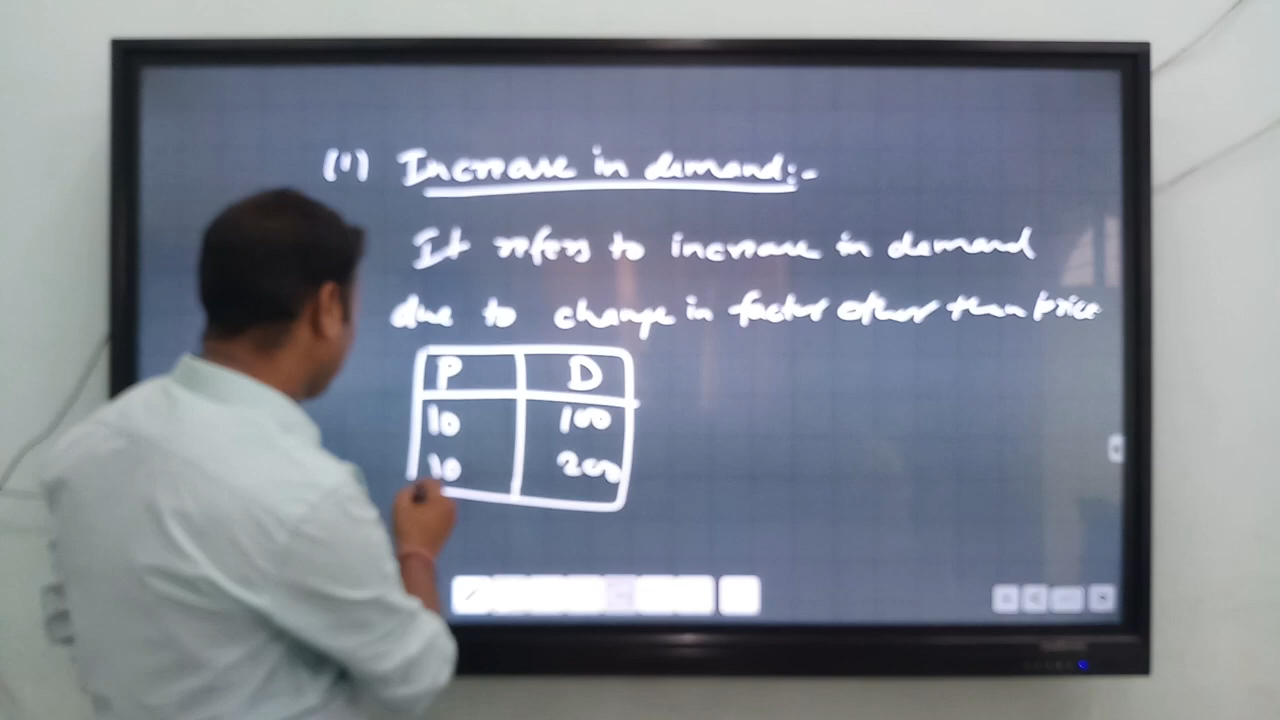 (1) Increase in demand:-
It refers to increase in demand
due to change in factor other than price
P D
10 100
10 200